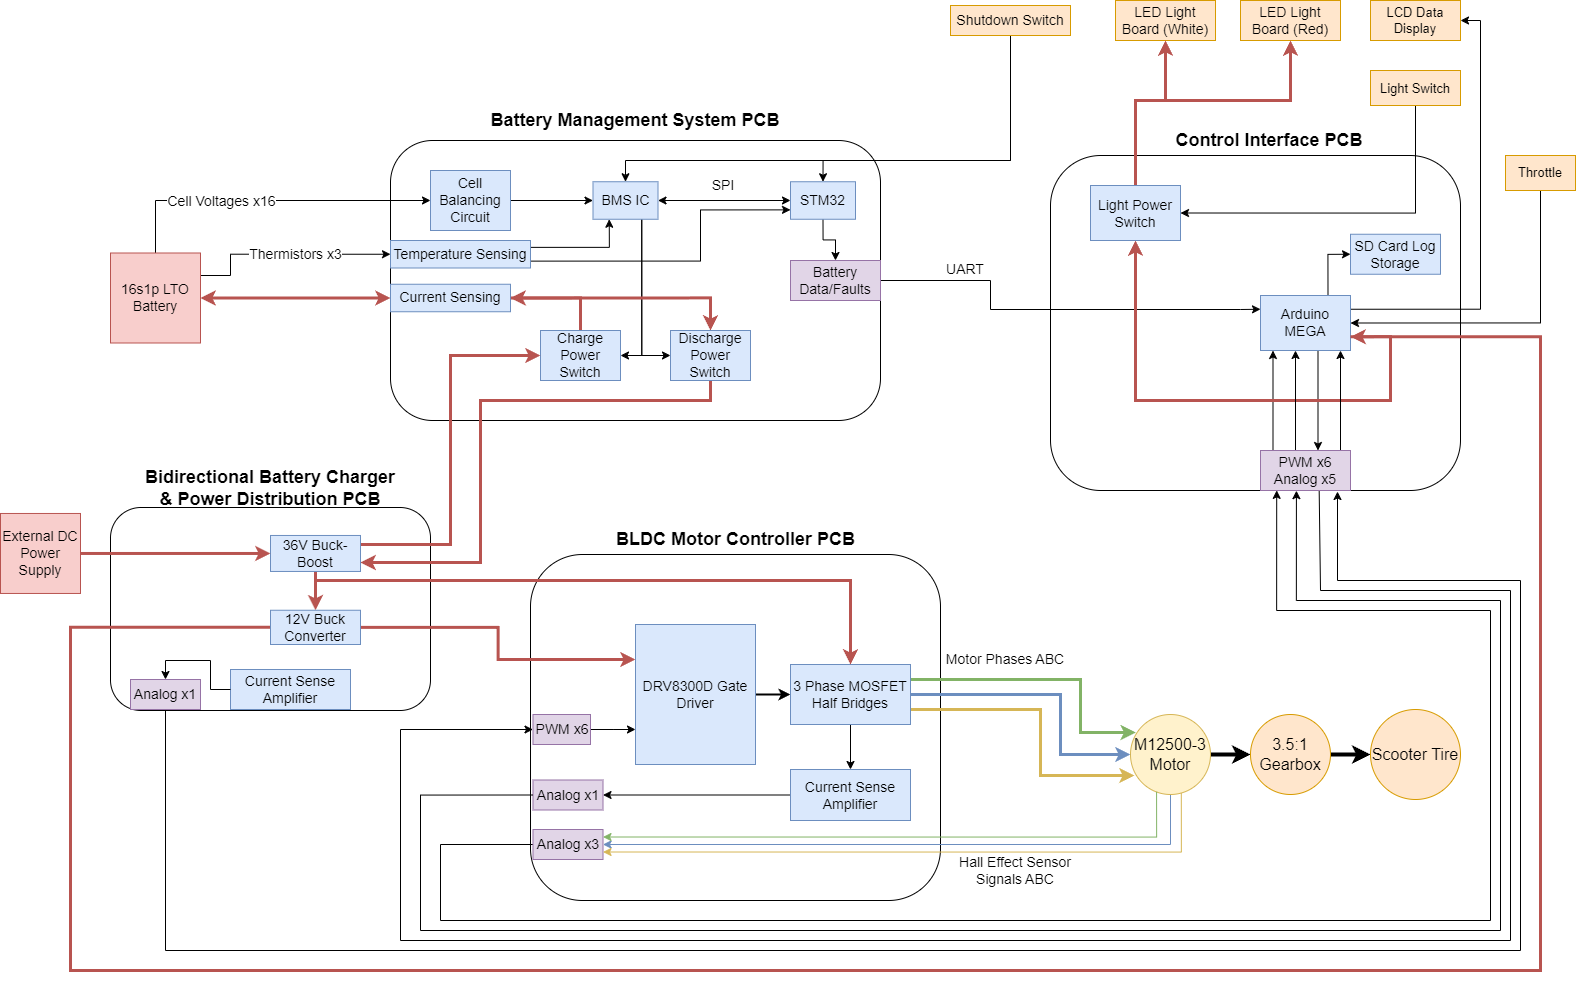 Shutdown Switch
LED Light
Board (White)
LED Light
Board (Red)
LCD Data
Display
Light Switch
Throttle
Battery Management System PCB
Control Interface PCB
Cell Voltages x16
Cell
Balancing
Circuit
BMS IC
SPI
STM32
Thermistors x3
Temperature Sensing
16s1p LTO
Battery
Current Sensing
Battery
Data/Faults
UART
Charge
Power
Switch
Discharge
Power
Switch
Light Power
Switch
SD Card Log
Storage
Arduino
MEGA
PWM x6
Analog x5
Bidirectional Battery Charger
& Power Distribution PCB
External DC
Power
Supply
36V Buck-
Boost
12V Buck
Converter
Analog x1
Current Sense
Amplifier
BLDC Motor Controller PCB
DRV8300D Gate
Driver
3 Phase MOSFET
Half Bridges
PWM x6
Analog x1
Current Sense
Amplifier
Analog x3
Motor Phases ABC
M12500-3
Motor
3.5:1
Gearbox
Scooter Tire
Hall Effect Sensor
Signals ABC